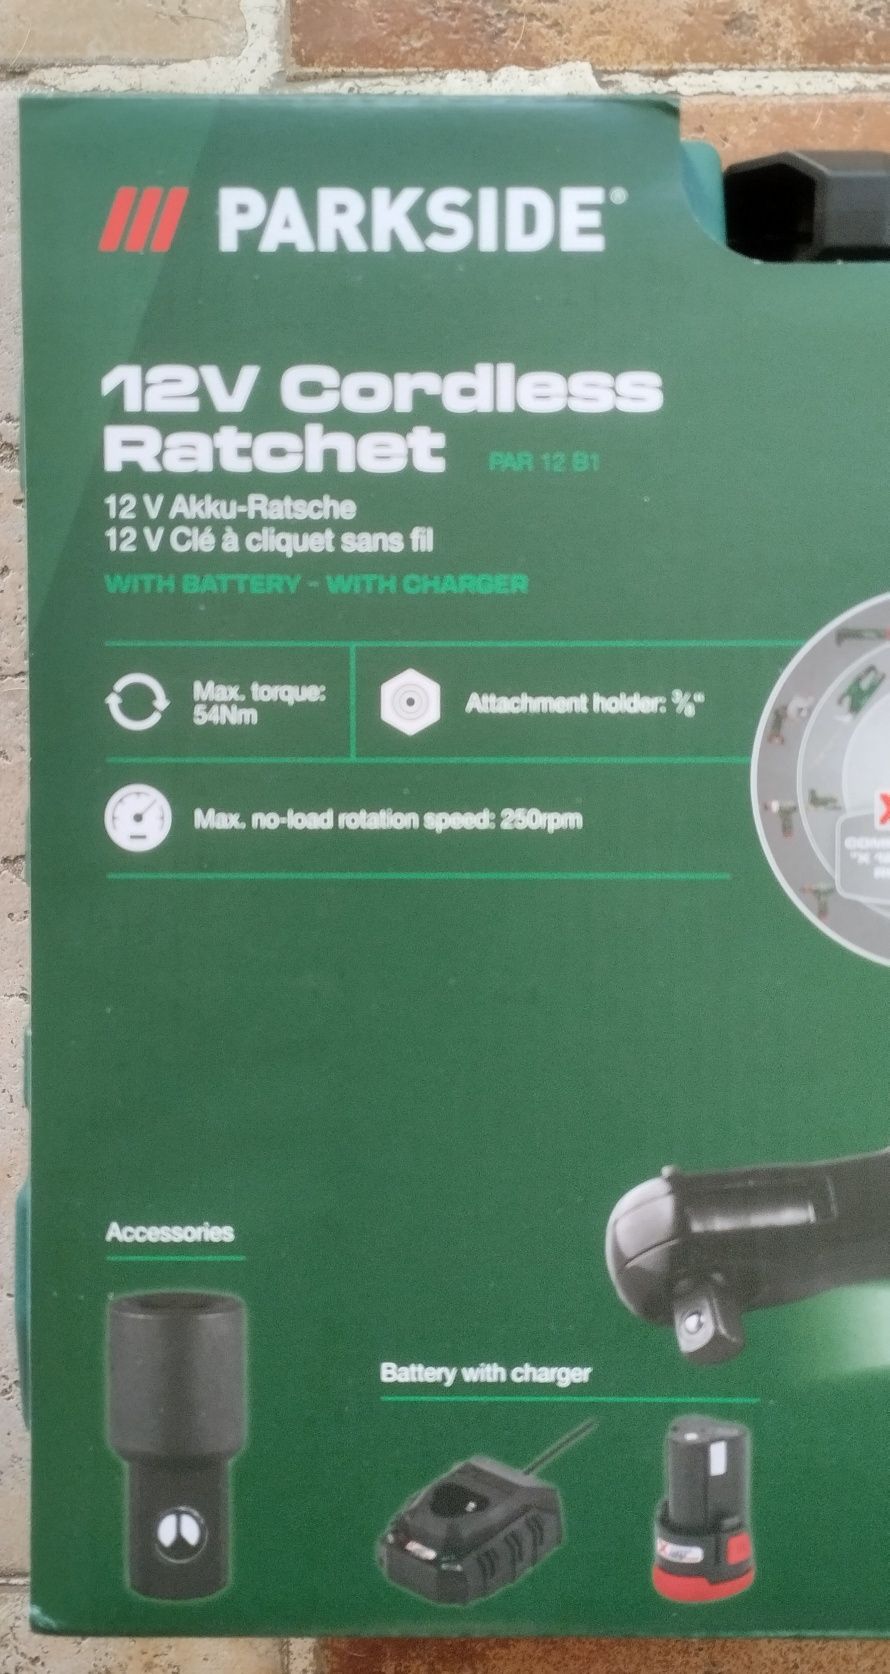 PARKSIDE®
12V Cordless
Ratchet PAR 12 B1
12 V Akku-Ratsche
12 V Clé à cliquet sans fil
WITH BATTERY - WITH CHARGER
Max. torque:
54Nm
Attachment holder: ⅜"
Max. no-load rotation speed: 250rpm
Accessories
Battery with charger